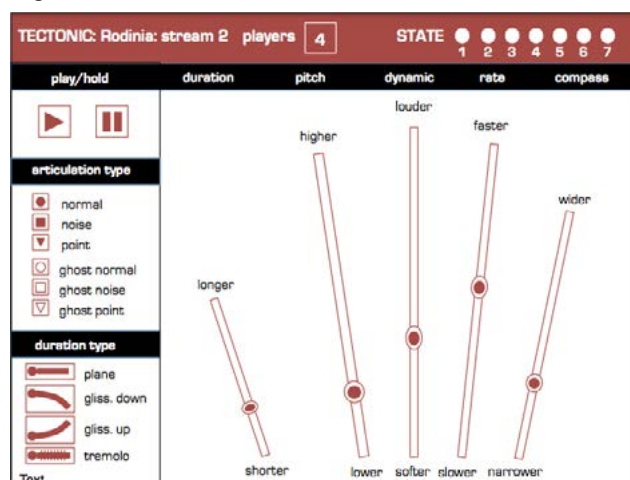 TECTONIC: Rodinia: stream 2 players 4 STATE
1 2 3 4 5 6 7
play/hold duration pitch dynamic rate compass
louder
faster
higher
articulation type
wider
normal
noise
point
ghost normal
ghost noise
longer
ghost point
duration type
plane
gliss. down
gliss. up
tremolo
shorter lower softer slower narrower
Text